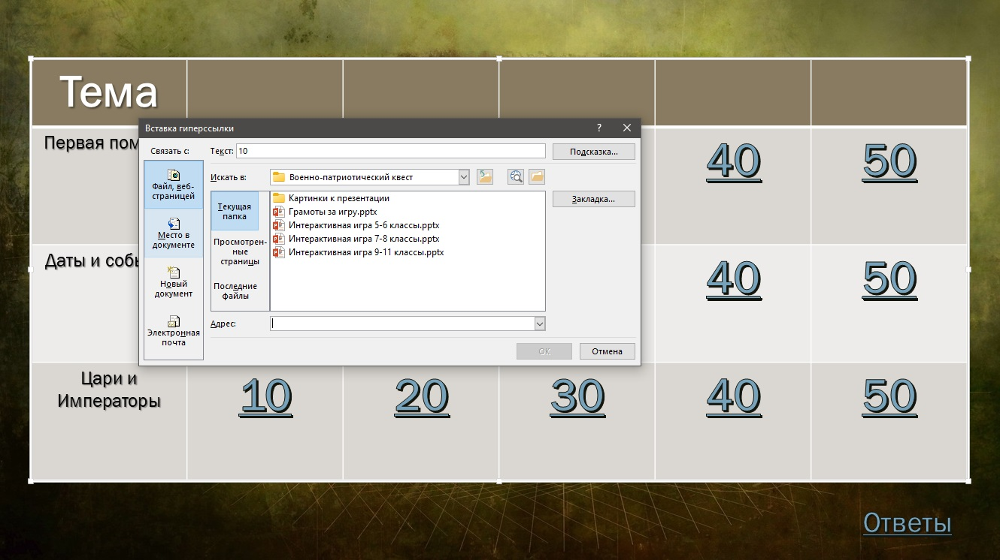 Тема
Вставка гиперссылки
?
Связать с:
Текст: 10
Подсказка...
Файл, веб-
страницей
Искать в:
Военно-патриотический квест
Закладка...
Место в
документе
Новый
документ
Электронная
почта
Текущая
папка
Просмотрен-
ные
страницы
Последние
файлы
Картинки к презентации
Грамоты за игру.pptx
Интерактивная игра 5-6 классы.pptx
Интерактивная игра 7-8 классы.pptx
Интерактивная игра 9-11 классы.pptx
Адрес:
ОК
Отмена
Первая
40 50
Даты и
40 50
Цари и
Императоры
10 20 30 40 50
Ответы